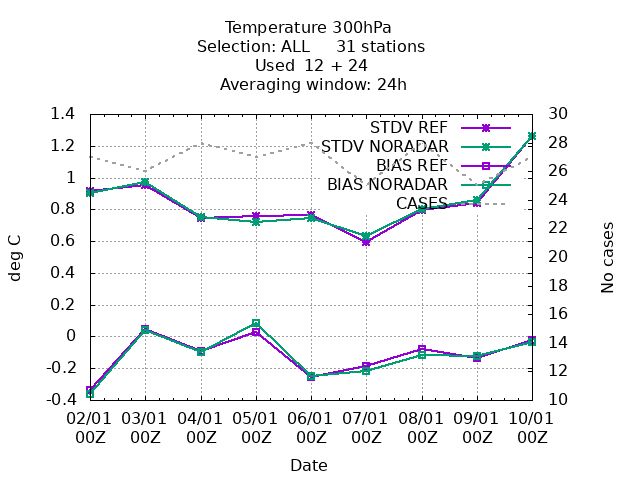 Temperature 300hPa
Selection: ALL 31 stations
Used 12 + 24
Averaging window: 24h
1.4
1.2
1
0.8
0.6
0.4
0.2
0
-0.2
-0.4
deg C
30
28
26
24
22
20
18
16
14
12
10
No cases
STDV REF
STDV NORADAR
BIAS REF
BIAS NORADAR
CASES
02/01 03/01 04/01 05/01 06/01 07/01 08/01 09/01 10/01
00Z 00Z 00Z 00Z 00Z 00Z 00Z 00Z 00Z
Date